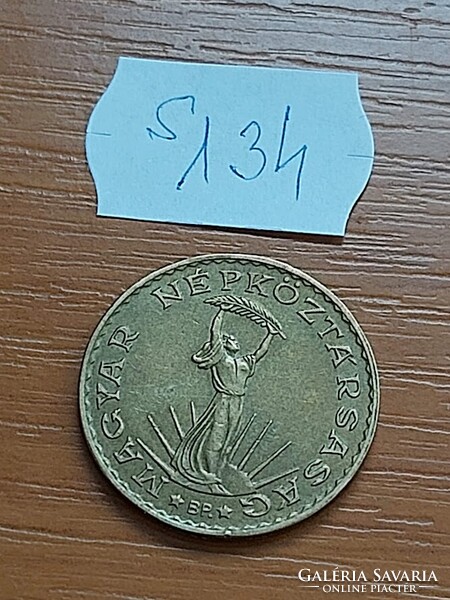 S134
MAGYAR NÉPKÖZTÁRSASÁG
★BP.★
GALÉRIA SAVARIA
ONLINE PIACTÉR